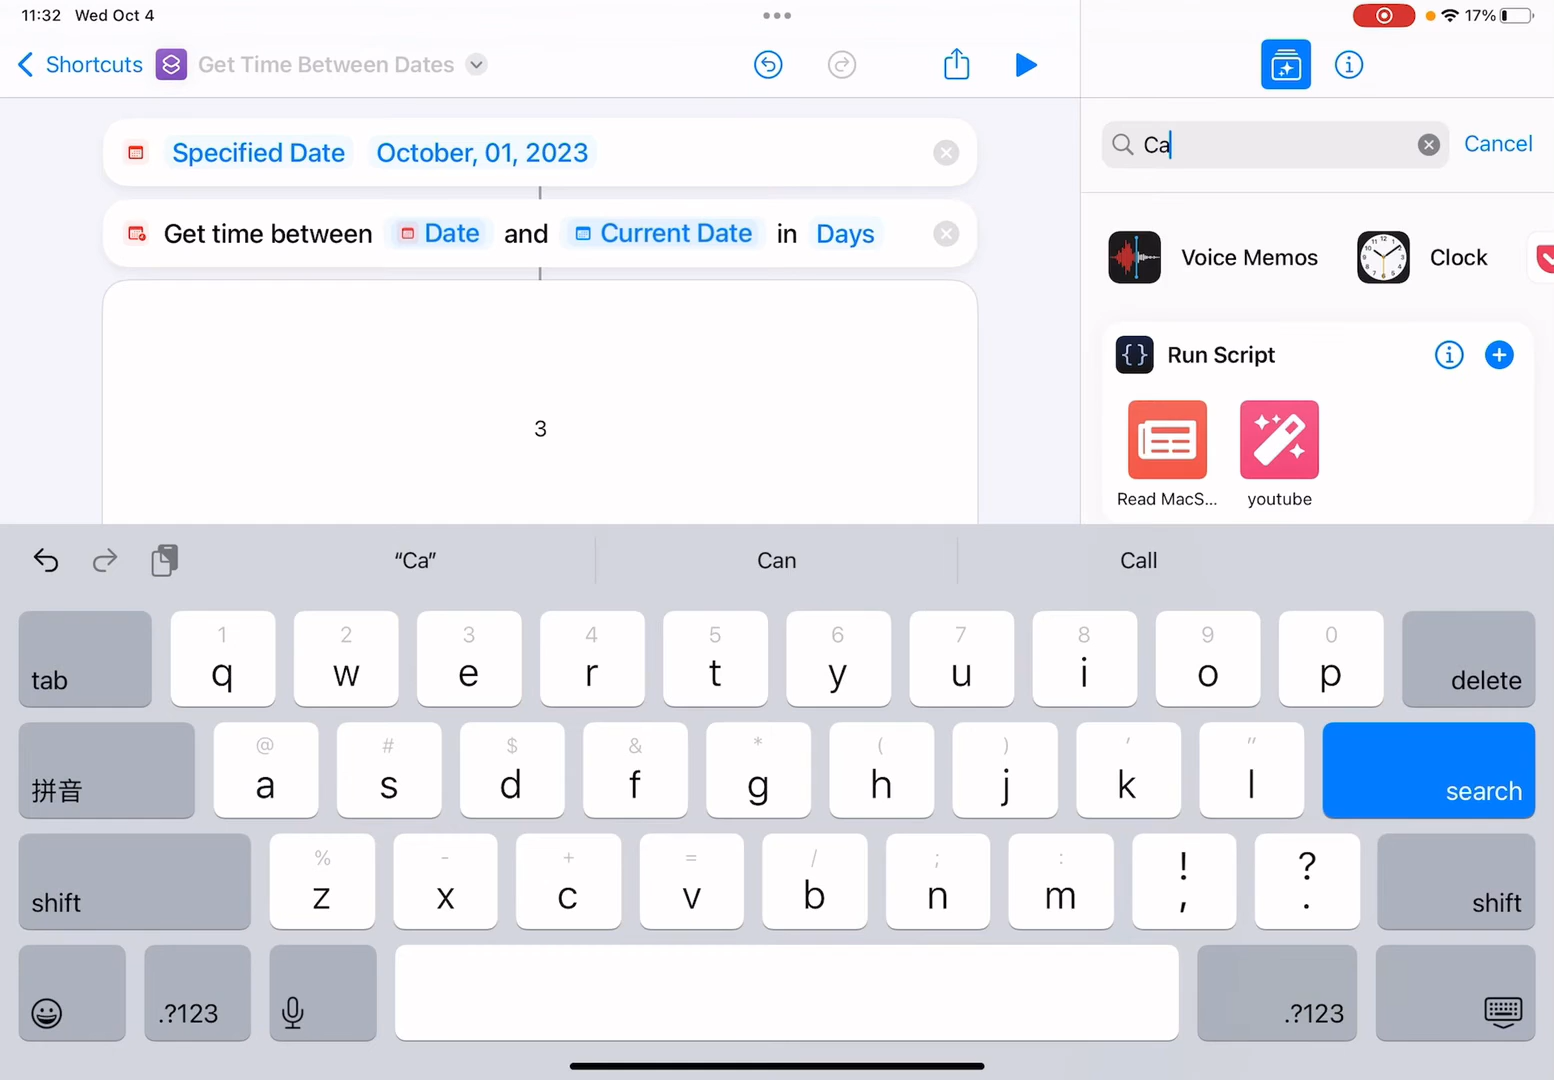 11:32 Wed Oct 4
17%
Shortcuts Get Time Between Dates
Ca Cancel
Specified Date October, 01, 2023
Get time between Date and Current Date in Days
3
Voice Memos Clock
Run Script
Read MacS... youtube
“Ca” Can Call
1 2 3 4 5 6 7 8 9 0
tab q w e r t y u i o p delete
@ # $ & * ( ) ' "
拼音 a s d f g h j k l search
% - + = / ; : ! ?
shift z x c v b n m , . shift
.?123 .?123